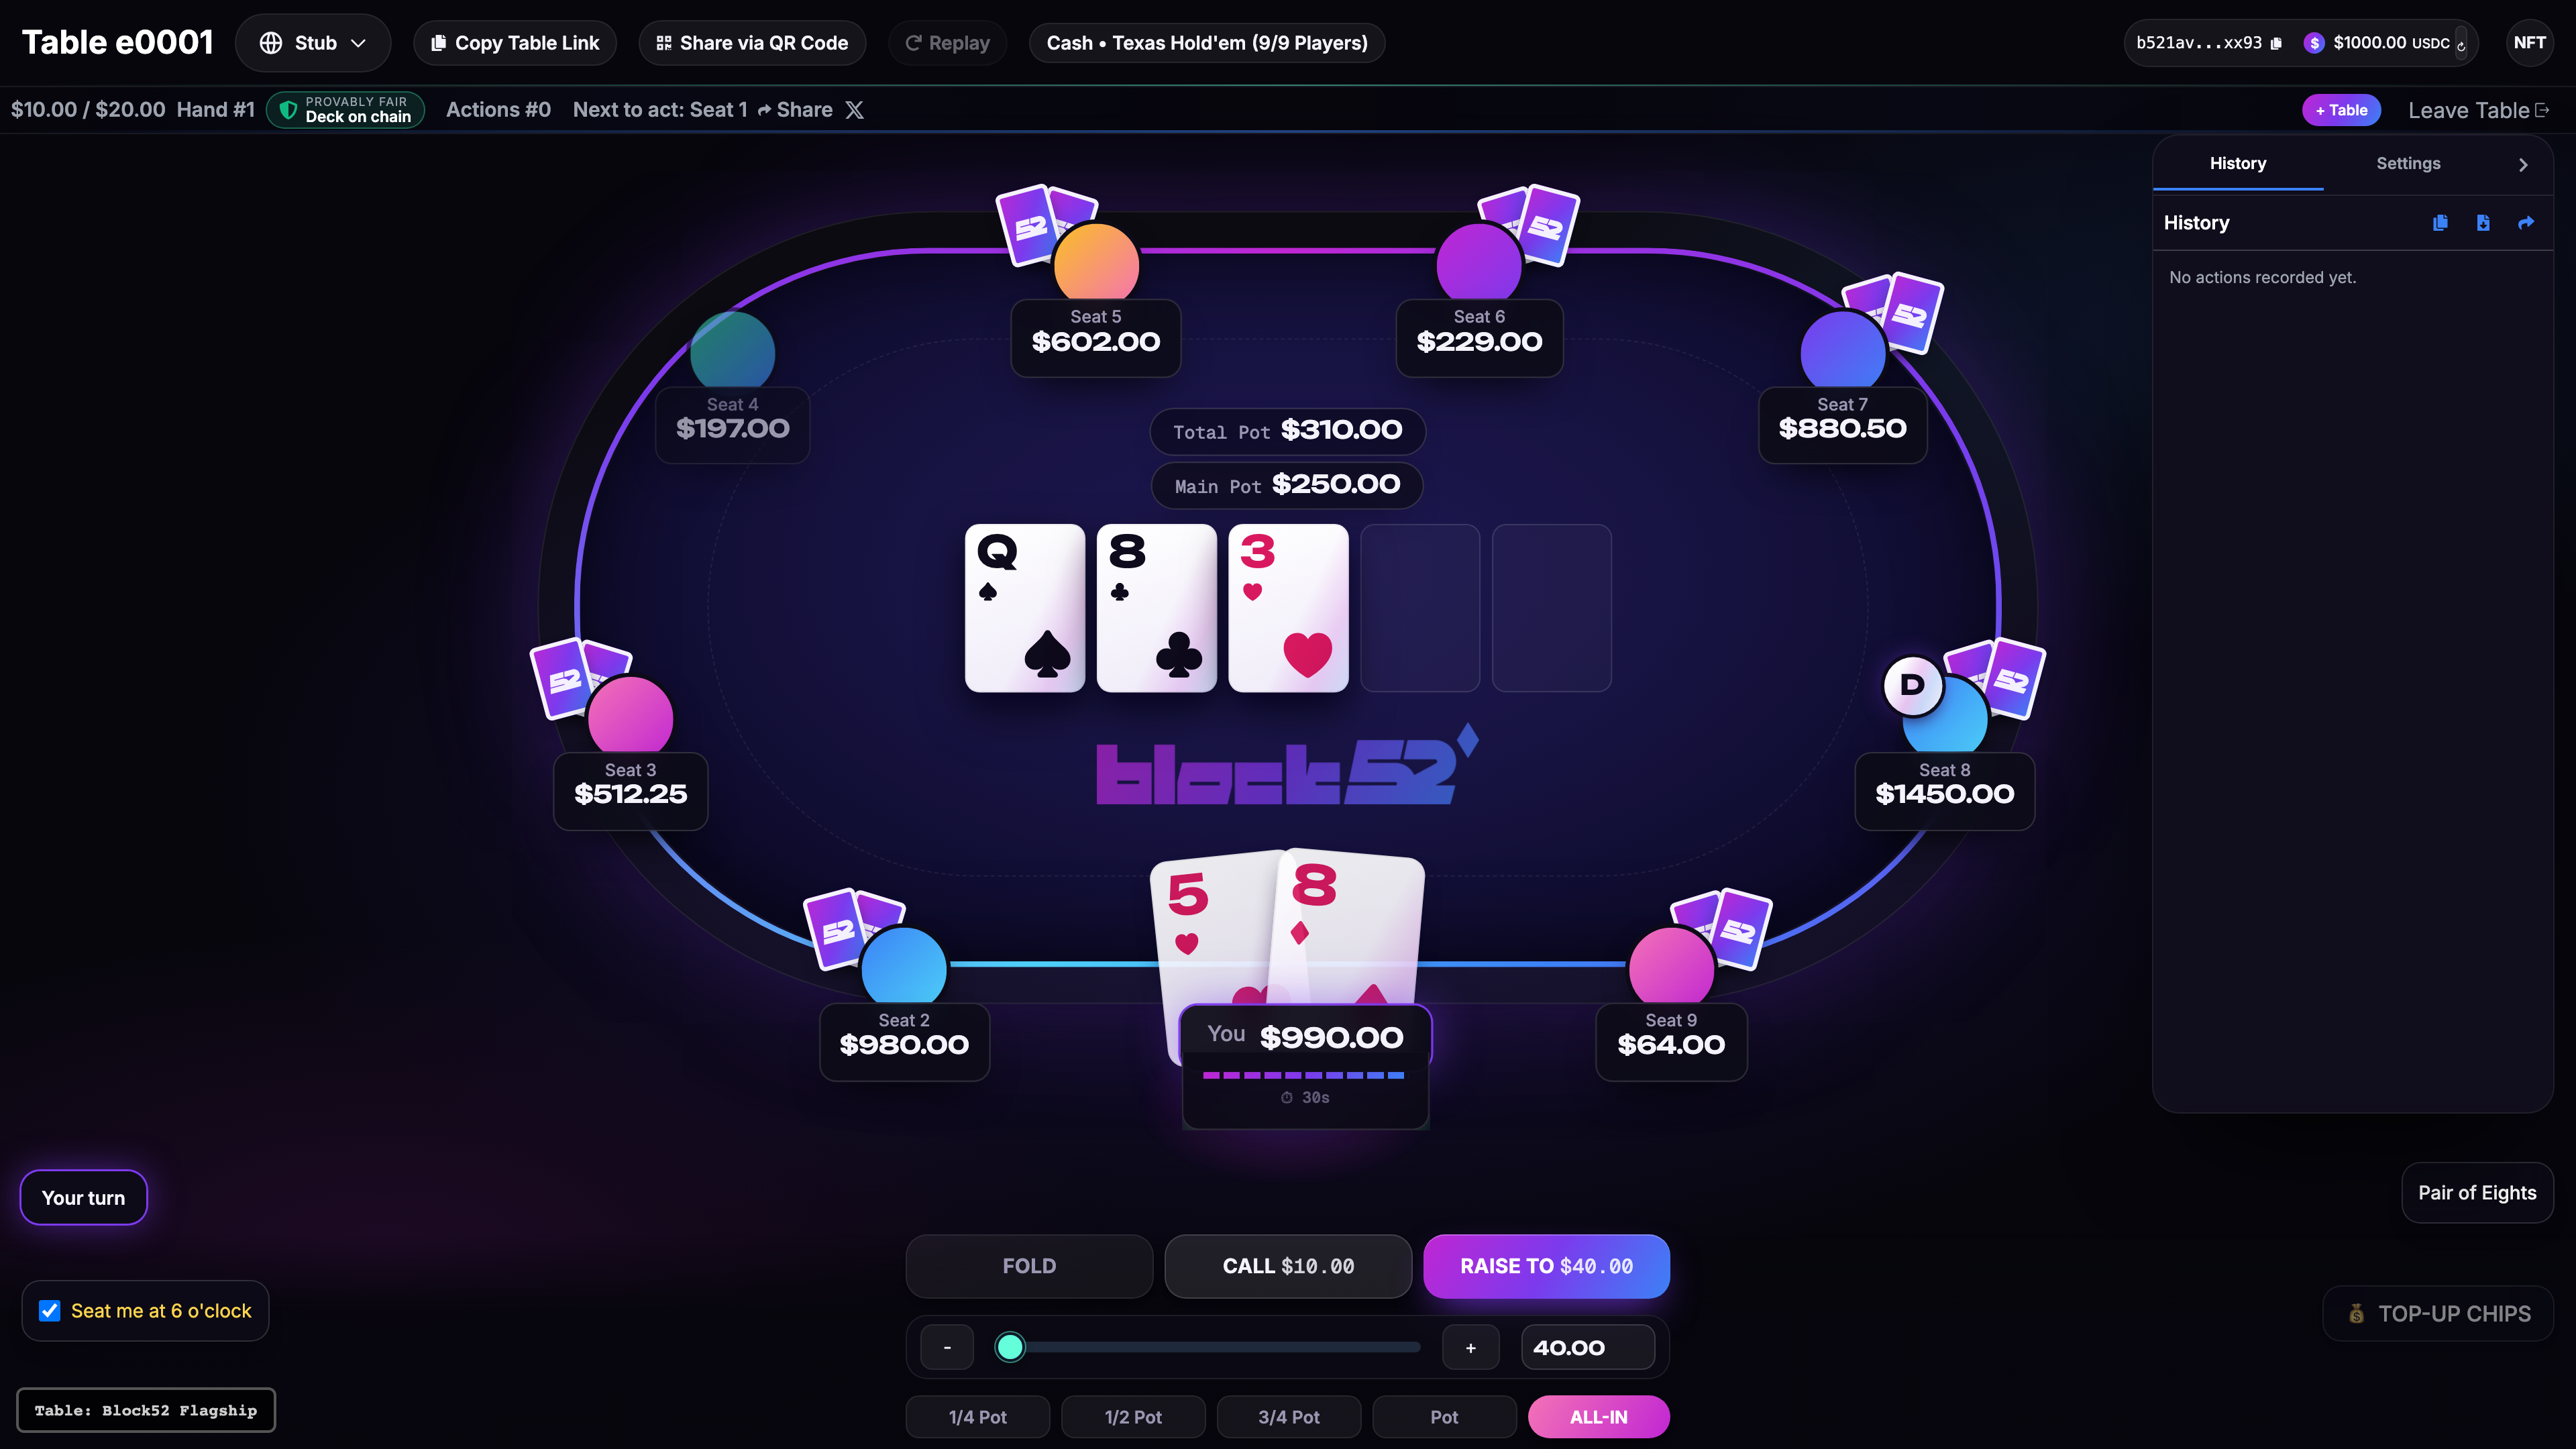 Table e0001 Stub Copy Table Link Share via QR Code Replay Cash • Texas Hold'em (9/9 Players) b521av...xx93 $ $1000.00 USDC NFT
$10.00 / $20.00 Hand #1 PROVABLY FAIR
Deck on chain
Actions #0 Next to act: Seat 1 Share + Table Leave Table
History Settings
History
No actions recorded yet.
52
52
Seat 5
$602.00
Seat 6
$229.00
52
Seat 4
$197.00
Seat 7
$880.50
Total Pot $310.00
Main Pot $250.00
Q 8 3
52
Seat 3
$512.25
D
52
Seat 8
$1450.00
block52
52
Seat 2
$980.00
5 8
You $990.00
30s
52
Seat 9
$64.00
Your turn
Pair of Eights
FOLD CALL $10.00 RAISE TO $40.00
Seat me at 6 o'clock
TOP-UP CHIPS
- + 40.00
Table: Block52 Flagship
1/4 Pot 1/2 Pot 3/4 Pot Pot ALL-IN